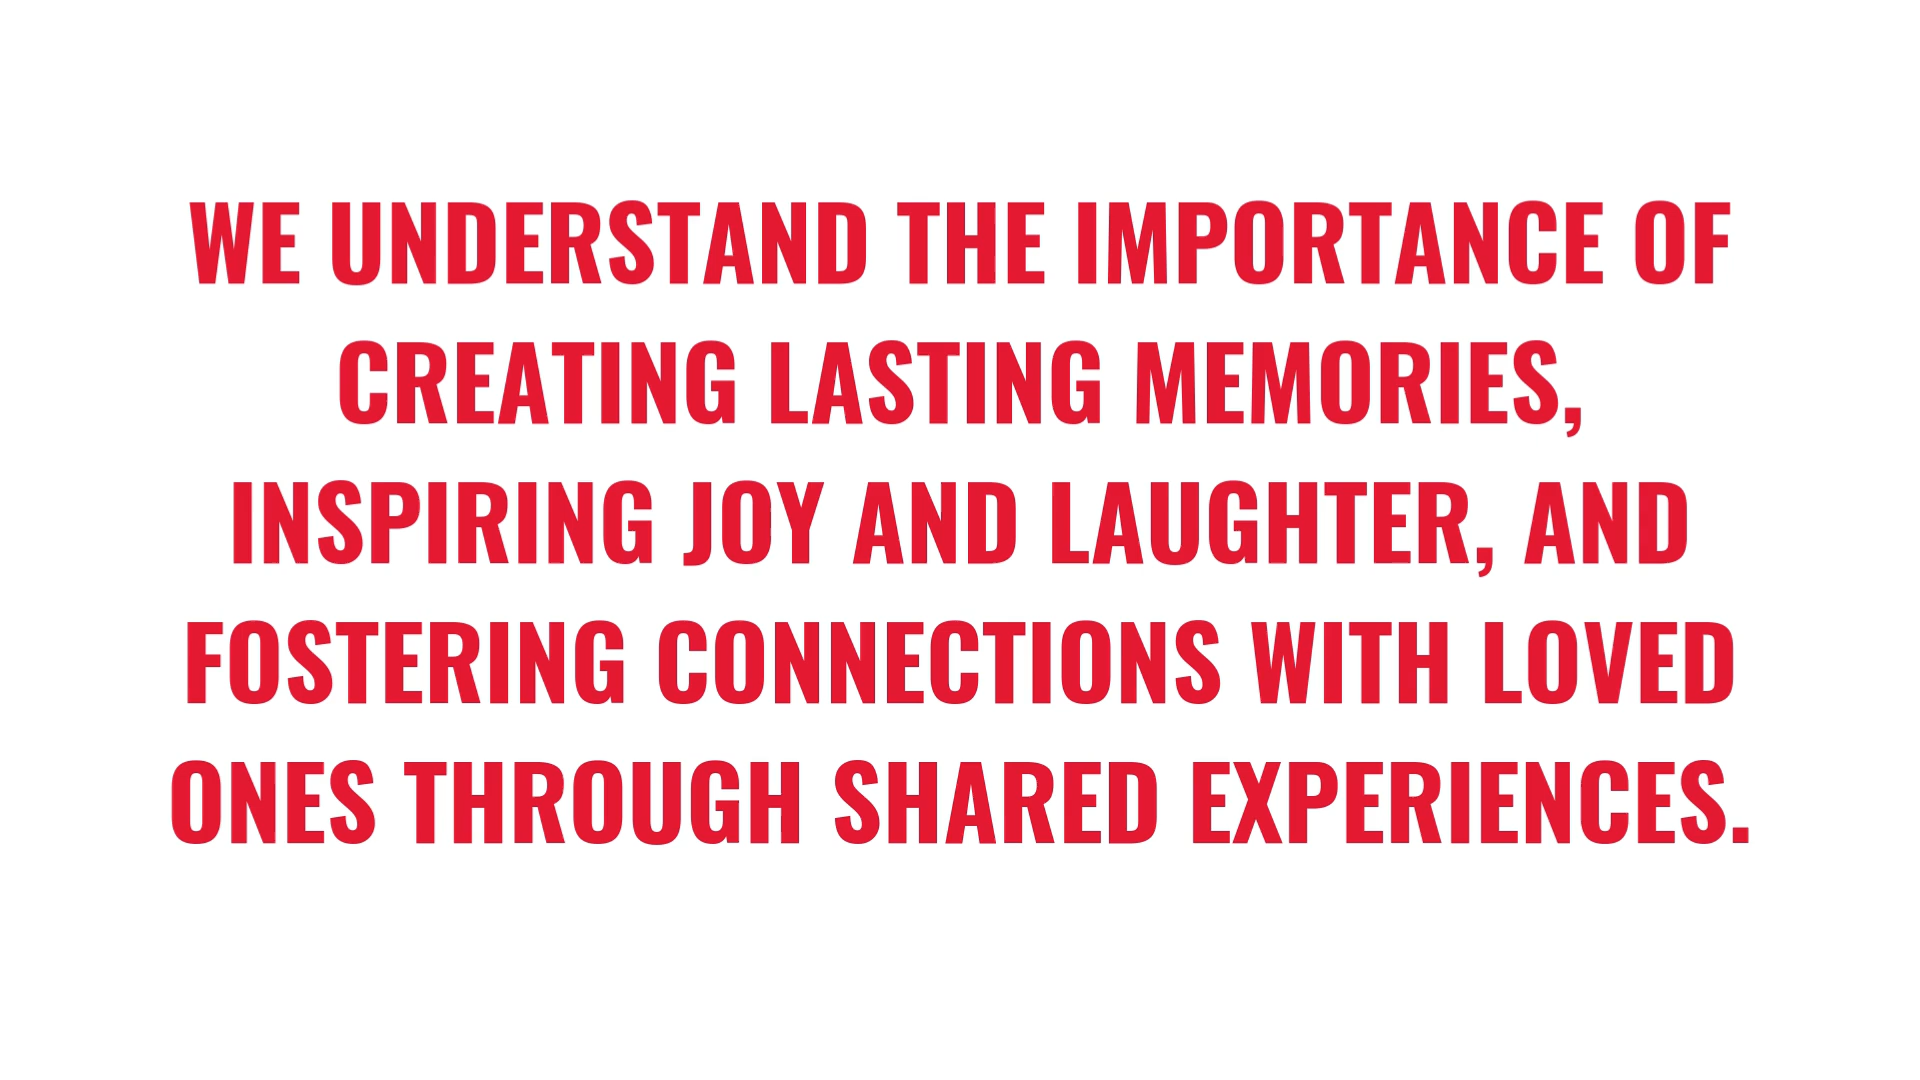 WE UNDERSTAND THE IMPORTANCE OF
CREATING LASTING MEMORIES,
INSPIRING JOY AND LAUGHTER, AND
FOSTERING CONNECTIONS WITH LOVED
ONES THROUGH SHARED EXPERIENCES.